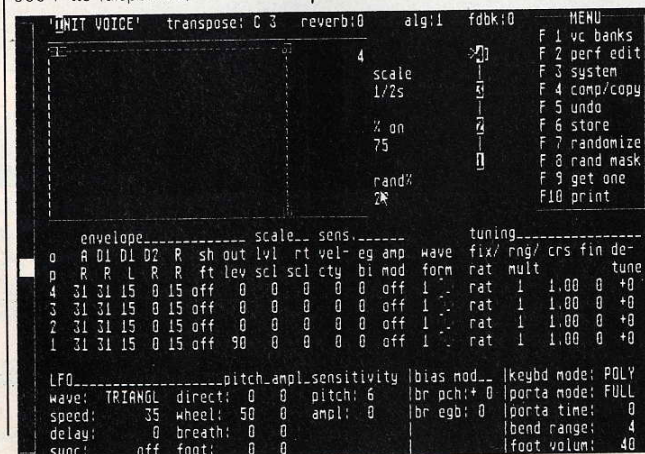 'INIT VOICE' transpose: C 3 reverb:0 alg:1 fdbk:0
MENU
F 1 vc banks
F 2 perf edit
F 3 system
F 4 comp/copy
F 5 undo
F 6 store
F 7 randomize
F 8 rand mask
F 9 get one
F10 print
4
scale
1/2s
% on
75
rand%
4
3
2
1
envelope scale sens. tuning
o A D1 D1 D2 R sh out lvl rt vel- eg amp wave fix/ rng/ crs fin de-
p R R L R R ft lev scl scl cty bi mod form rat mult tune
4 31 31 15 0 15 off 0 0 0 0 0 off 1 rat 1 1.00 0 +0
3 31 31 15 0 15 off 0 0 0 0 0 off 1 rat 1 1.00 0 +0
2 31 31 15 0 15 off 0 0 0 0 0 off 1 rat 1 1.00 0 +0
1 31 31 15 0 15 off 90 0 0 0 0 off 1 rat 1 1.00 0 +0
LFO pitch ampl sensitivity bias mod keybd mode: POLY
wave: TRIANGL direct: 0 0 pitch: 6 br pch:+ 0 porta mode: FULL
speed: 35 wheel: 50 0 ampl: 0 br egb: 0 porta time: 0
delay: 0 breath: 0 0 bend range: 4
sync: off foot: 0 0 foot volum: 40